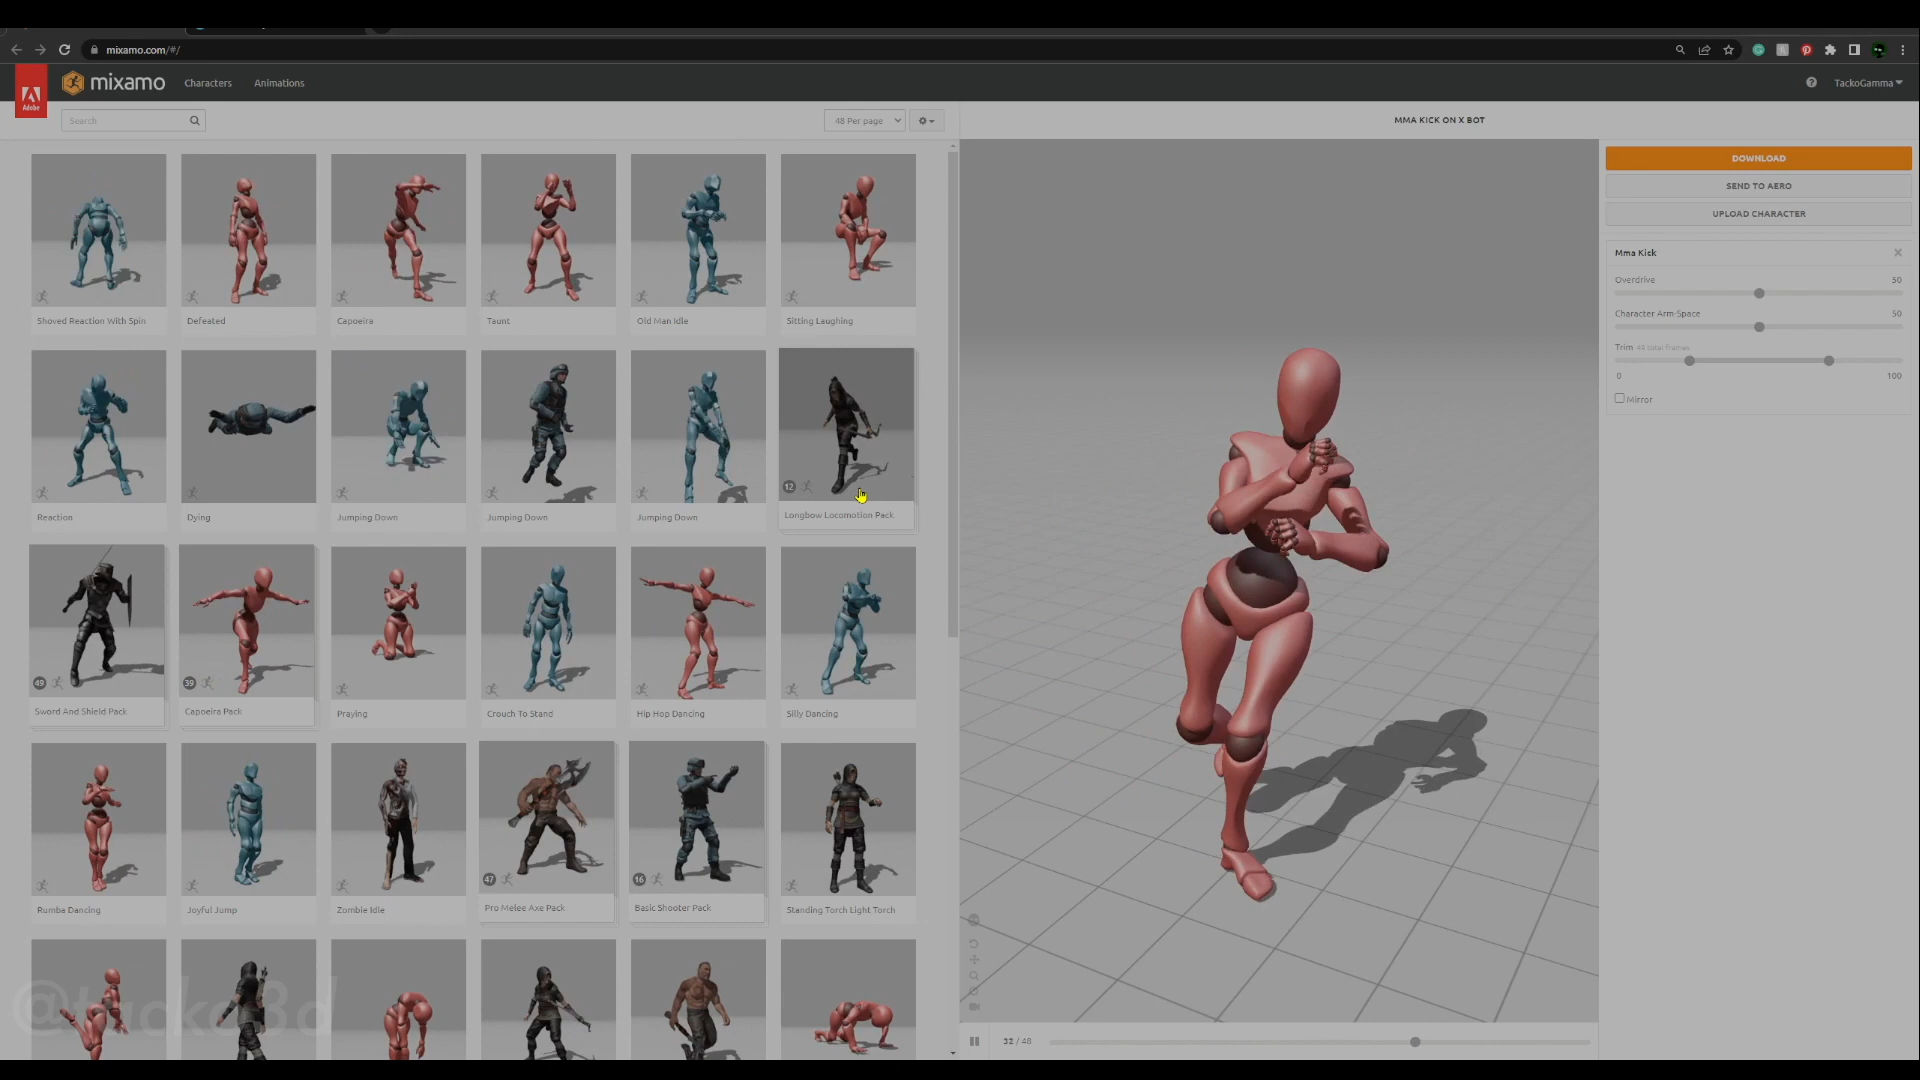 mixamo.com/#/
Adobe
mixamo
Characters
Animations
TackoGamma
Search
48 Per page
MMA KICK ON X BOT
DOWNLOAD
SEND TO AERO
UPLOAD CHARACTER
Mma Kick
Overdrive 50
Character Arm-Space 50
Trim
0 100
Mirror
Shoved Reaction With Spin
Defeated
Capoeira
Taunt
Old Man Idle
Sitting Laughing
Reaction
Dying
Jumping Down
Jumping Down
Jumping Down
12
Longbow Locomotion Pack
49
Sword And Shield Pack
39
Capoeira Pack
Praying
Crouch To Stand
Hip Hop Dancing
Silly Dancing
Rumba Dancing
Joyful Jump
Zombie Idle
47
Pro Melee Axe Pack
16
Basic Shooter Pack
Standing Torch Light Torch
@tacko3d
32 / 48